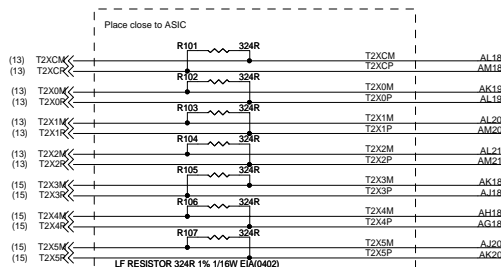 Place close to ASIC
R101 324R
(13) T2XCM T2XCM AL18
(13) T2XCP T2XCP AM18
R102 324R
(13) T2X0M T2X0M AK19
(13) T2X0P T2X0P AL19
R103 324R
(13) T2X1M T2X1M AL20
(13) T2X1P T2X1P AM20
R104 324R
(13) T2X2M T2X2M AL21
(13) T2X2P T2X2P AM21
R105 324R
(15) T2X3M T2X3M AK18
(15) T2X3P T2X3P AJ18
R106 324R
(15) T2X4M T2X4M AH18
(15) T2X4P T2X4P AG18
R107 324R
(15) T2X5M T2X5M AJ20
(15) T2X5P T2X5P AK20
LF RESISTOR 324R 1% 1/16W EIA(0402)